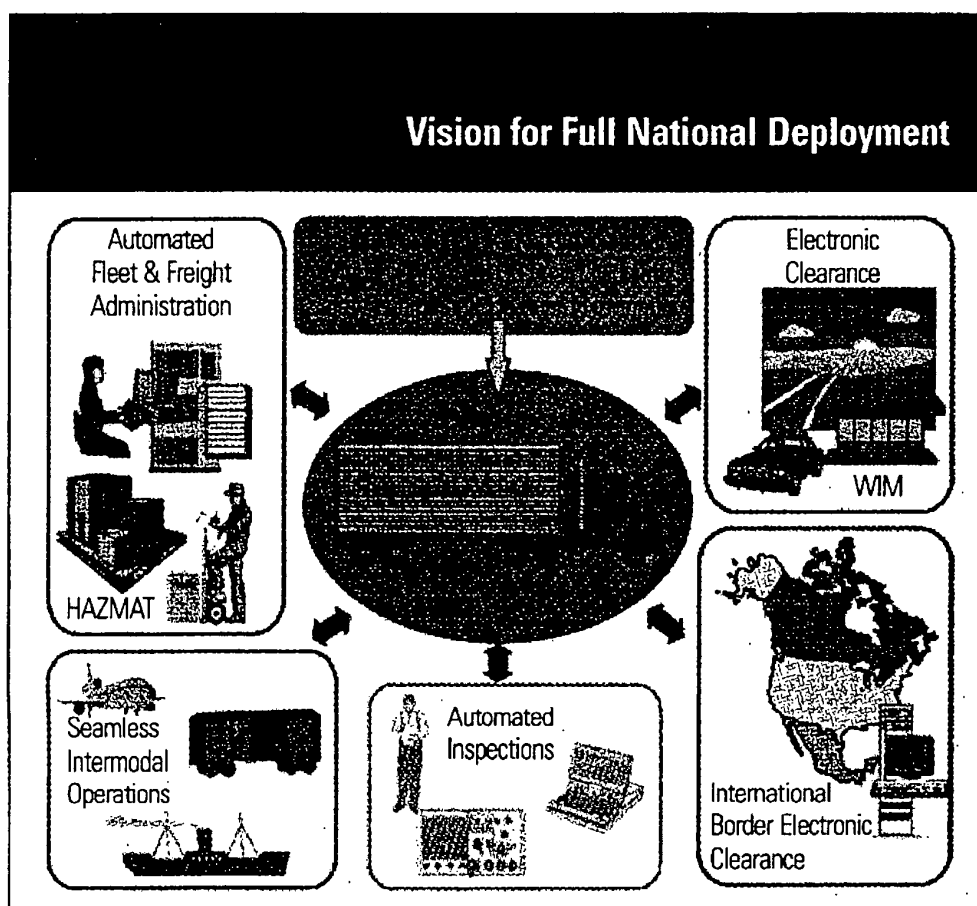 Vision for Full National Deployment
Automated
Fleet & Freight
Administration
HAZMAT
Electronic
Clearance
WIM
Seamless
Intermodal
Operations
Automated
Inspections
International
Border Electronic
Clearance